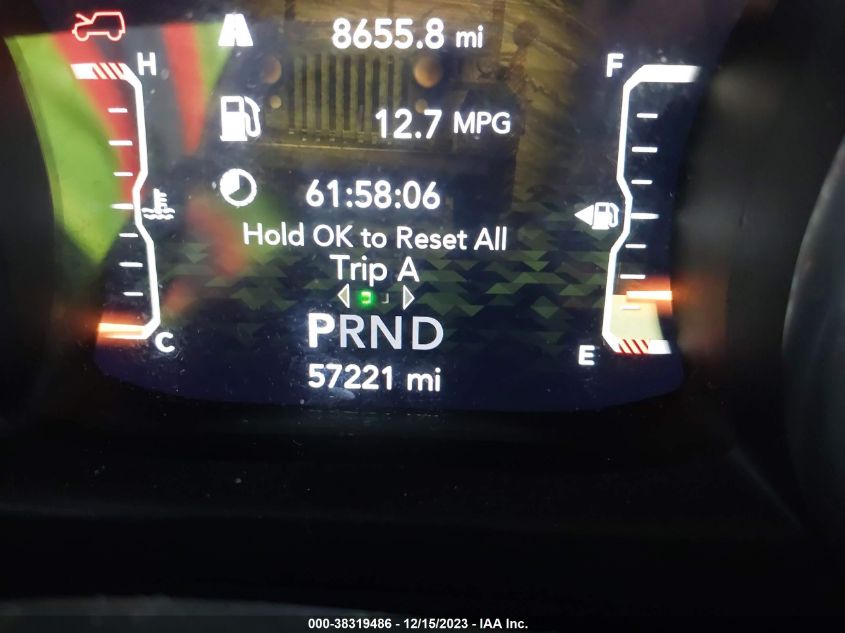 8655.8 mi
H F
12.7 MPG
61:58:06
Hold OK to Reset All
Trip A
PRND
C E
57221 mi
000-38319486 - 12/15/2023 - IAA Inc.